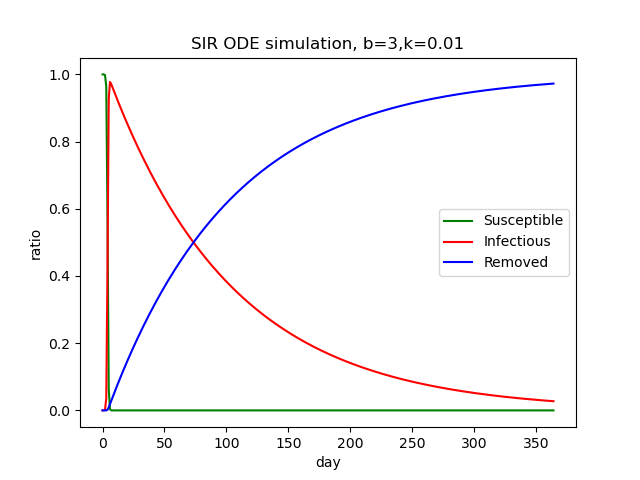 SIR ODE simulation, b=3,k=0.01
1.0
0.8
0.6
0.4
0.2
0.0
ratio
Susceptible
Infectious
Removed
0 50 100 150 200 250 300 350
day